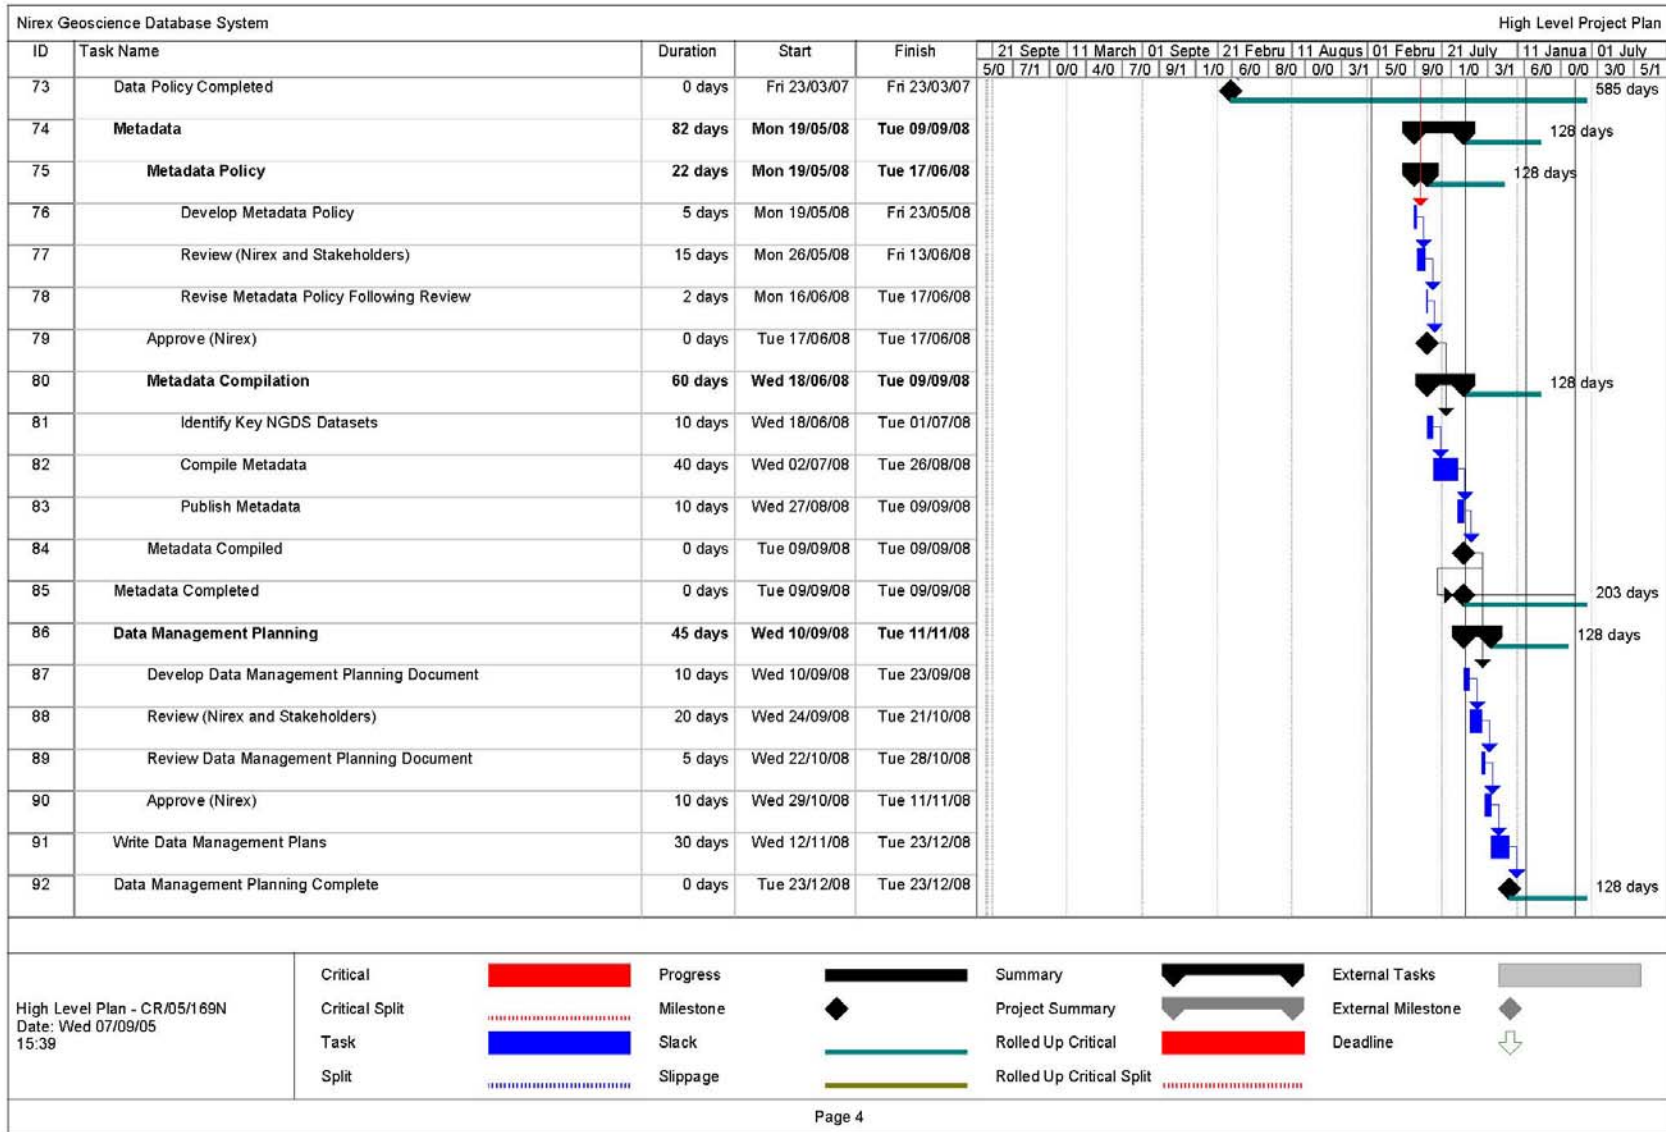 Nirex Geoscience Database System High Level Project Plan
ID Task Name Duration Start Finish 21 Septe 11 March 01 Septe 21 Febru 11 Augus 01 Febru 21 July 11 Janua 01 July
5/0 7/1 0/0 4/0 7/0 9/1 1/0 6/0 8/0 0/0 3/1 5/0 9/0 1/0 3/1 6/0 0/0 3/0 5/1
73 Data Policy Completed 0 days Fri 23/03/07 Fri 23/03/07 585 days
74 Metadata 82 days Mon 19/05/08 Tue 09/09/08 128 days
75 Metadata Policy 22 days Mon 19/05/08 Tue 17/06/08 128 days
76 Develop Metadata Policy 5 days Mon 19/05/08 Fri 23/05/08
77 Review (Nirex and Stakeholders) 15 days Mon 26/05/08 Fri 13/06/08
78 Revise Metadata Policy Following Review 2 days Mon 16/06/08 Tue 17/06/08
79 Approve (Nirex) 0 days Tue 17/06/08 Tue 17/06/08
80 Metadata Compilation 60 days Wed 18/06/08 Tue 09/09/08 128 days
81 Identify Key NGDS Datasets 10 days Wed 18/06/08 Tue 01/07/08
82 Compile Metadata 40 days Wed 02/07/08 Tue 26/08/08
83 Publish Metadata 10 days Wed 27/08/08 Tue 09/09/08
84 Metadata Compiled 0 days Tue 09/09/08 Tue 09/09/08
85 Metadata Completed 0 days Tue 09/09/08 Tue 09/09/08 203 days
86 Data Management Planning 45 days Wed 10/09/08 Tue 11/11/08 128 days
87 Develop Data Management Planning Document 10 days Wed 10/09/08 Tue 23/09/08
88 Review (Nirex and Stakeholders) 20 days Wed 24/09/08 Tue 21/10/08
89 Review Data Management Planning Document 5 days Wed 22/10/08 Tue 28/10/08
90 Approve (Nirex) 10 days Wed 29/10/08 Tue 11/11/08
91 Write Data Management Plans 30 days Wed 12/11/08 Tue 23/12/08
92 Data Management Planning Complete 0 days Tue 23/12/08 Tue 23/12/08 128 days
High Level Plan - CR/05/169N
Date: Wed 07/09/05
15:39
Critical Progress Summary External Tasks
Critical Split Milestone Project Summary External Milestone
Task Slack Rolled Up Critical Deadline
Split Slippage Rolled Up Critical Split
Page 4